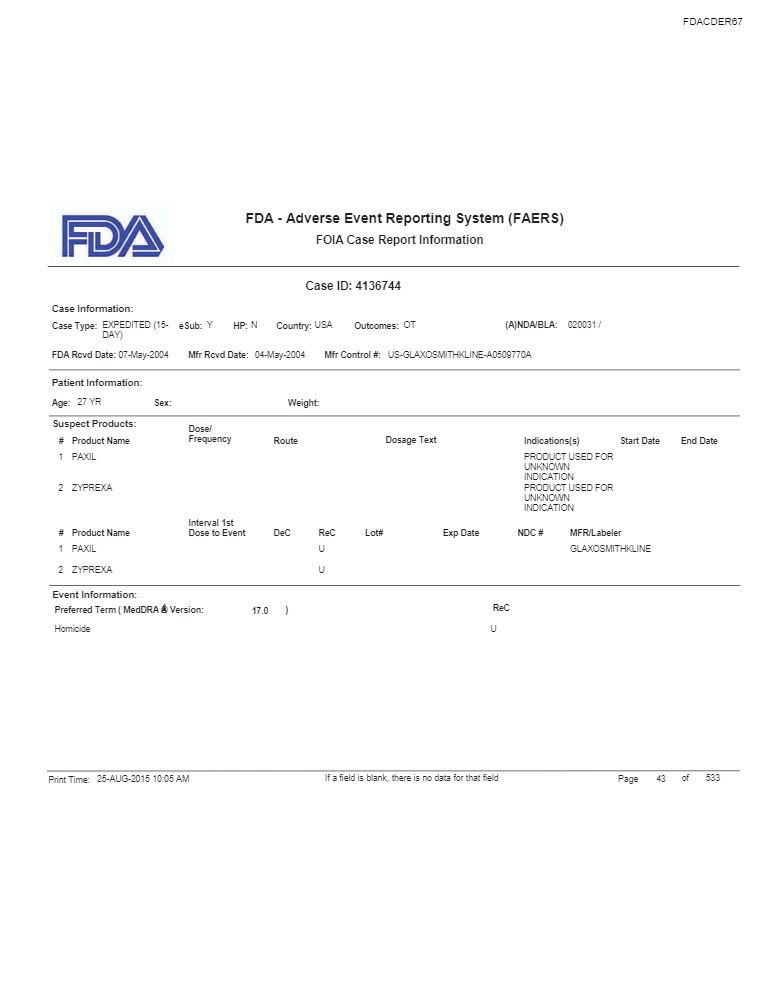 FDACDER67
FDA
FDA - Adverse Event Reporting System (FAERS)
FOIA Case Report Information
Case ID: 4136744
Case Information:
Case Type: EXPEDITED (15- eSub: Y HP: N Country: USA Outcomes: OT (A)NDA/BLA: 020031 /
DAY)
FDA Rcvd Date: 07-May-2004 Mfr Rcvd Date: 04-May-2004 Mfr Control #: US-GLAXOSMITHKLINE-A0509770A
Patient Information:
Age: 27 YR Sex: Weight:
Suspect Products:
Dose/
# Product Name Frequency Route Dosage Text Indications(s) Start Date End Date
1 PAXIL PRODUCT USED FOR
UNKNOWN
INDICATION
2 ZYPREXA PRODUCT USED FOR
UNKNOWN
INDICATION
Interval 1st
# Product Name Dose to Event DeC ReC Lot# Exp Date NDC # MFR/Labeler
1 PAXIL U GLAXOSMITHKLINE
2 ZYPREXA U
Event Information:
Preferred Term ( MedDRA Version: 17.0 ) ReC
Homicide U
Print Time: 25-AUG-2015 10:05 AM If a field is blank, there is no data for that field Page 43 of 533